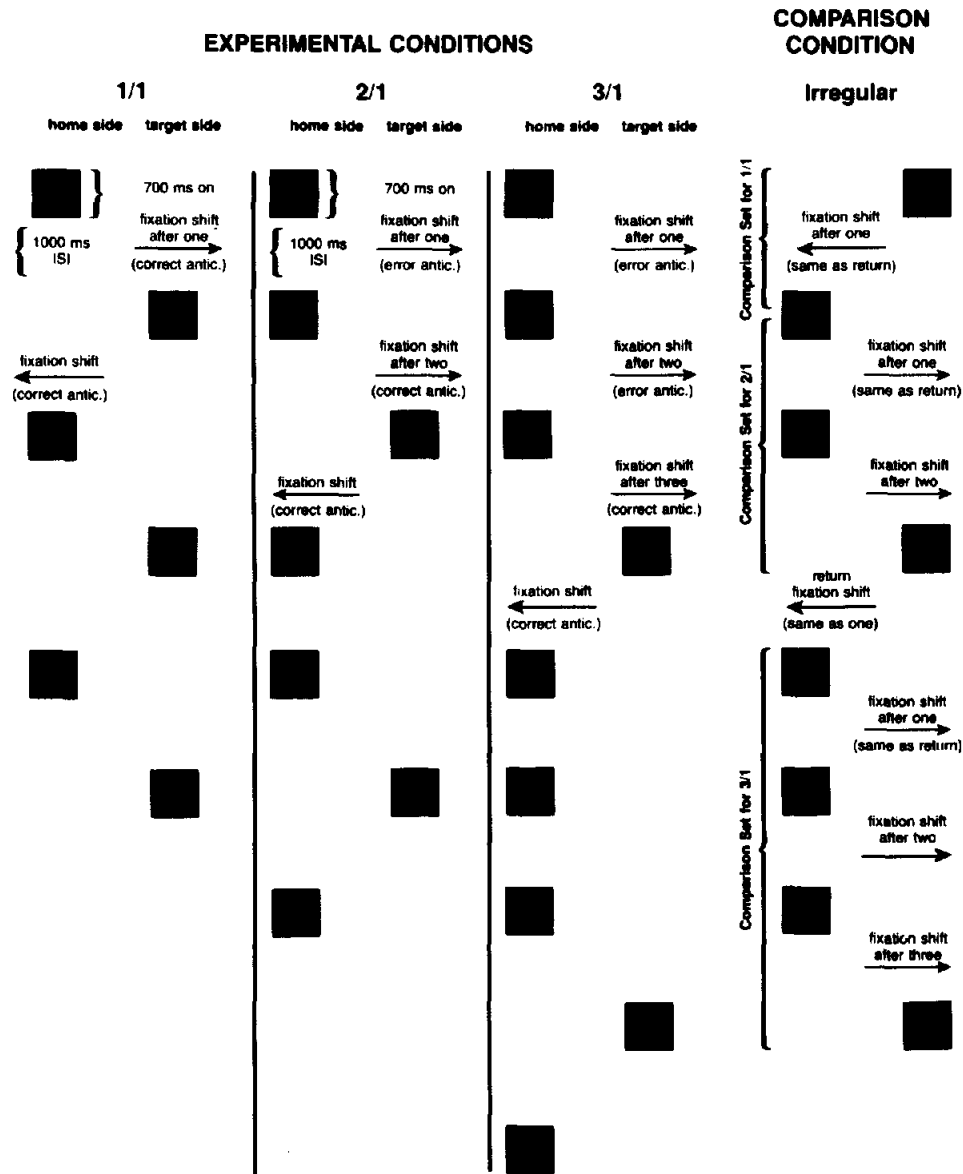 EXPERIMENTAL CONDITIONS
COMPARISON
CONDITION
1/1
2/1
3/1
Irregular
home side target side
home side target side
home side target side
700 ms on
1000 ms
ISI
fixation shift
after one
(correct antic.)
fixation shift
(correct antic.)
700 ms on
1000 ms
ISI
fixation shift
after one
(error antic.)
fixation shift
after two
(correct antic.)
fixation shift
(correct antic.)
fixation shift
after one
(error antic.)
fixation shift
after two
(error antic.)
fixation shift
after three
(correct antic.)
fixation shift
(correct antic.)
Comparison Set for 1/1
fixation shift
after one
(same as return)
Comparison Set for 2/1
fixation shift
after one
(same as return)
fixation shift
after two
return
fixation shift
(same as one)
Comparison Set for 3/1
fixation shift
after one
(same as return)
fixation shift
after two
fixation shift
after three